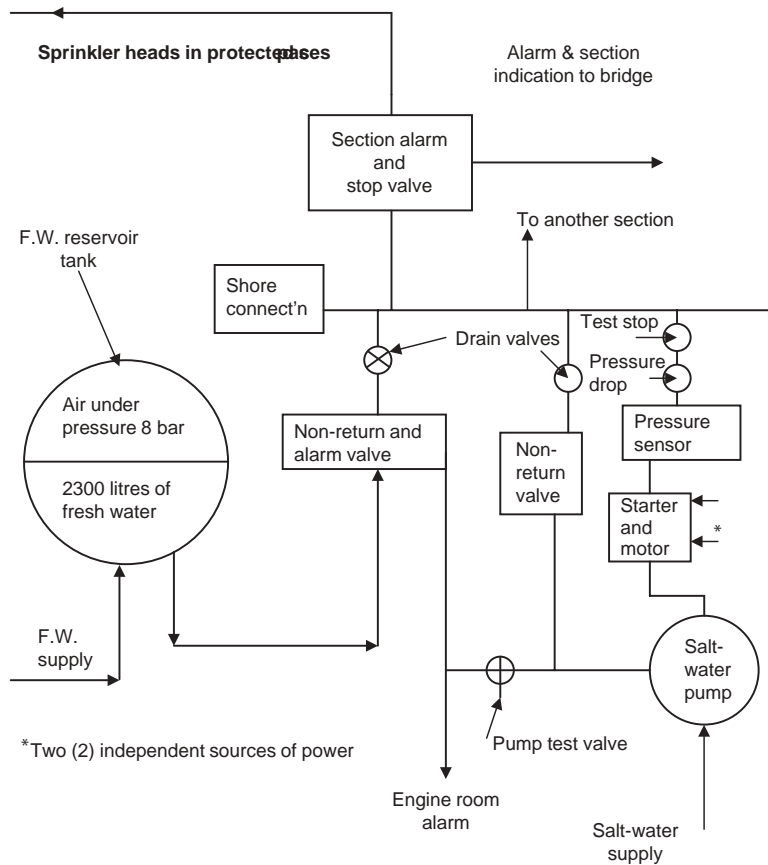 Sprinkler heads in protected spaces
Alarm & section
indication to bridge
Section alarm
and
stop valve
To another section
F.W. reservoir
tank
Shore
connect'n
Test stop
Drain valves
Pressure
drop
Air under
pressure 8 bar
Non-return and
alarm valve
Pressure
sensor
Non-
return
valve
2300 litres of
fresh water
Starter
and
motor
*
F.W.
supply
Salt-
water
pump
*Two (2) independent sources of power
Pump test valve
Engine room
alarm
Salt-water
supply